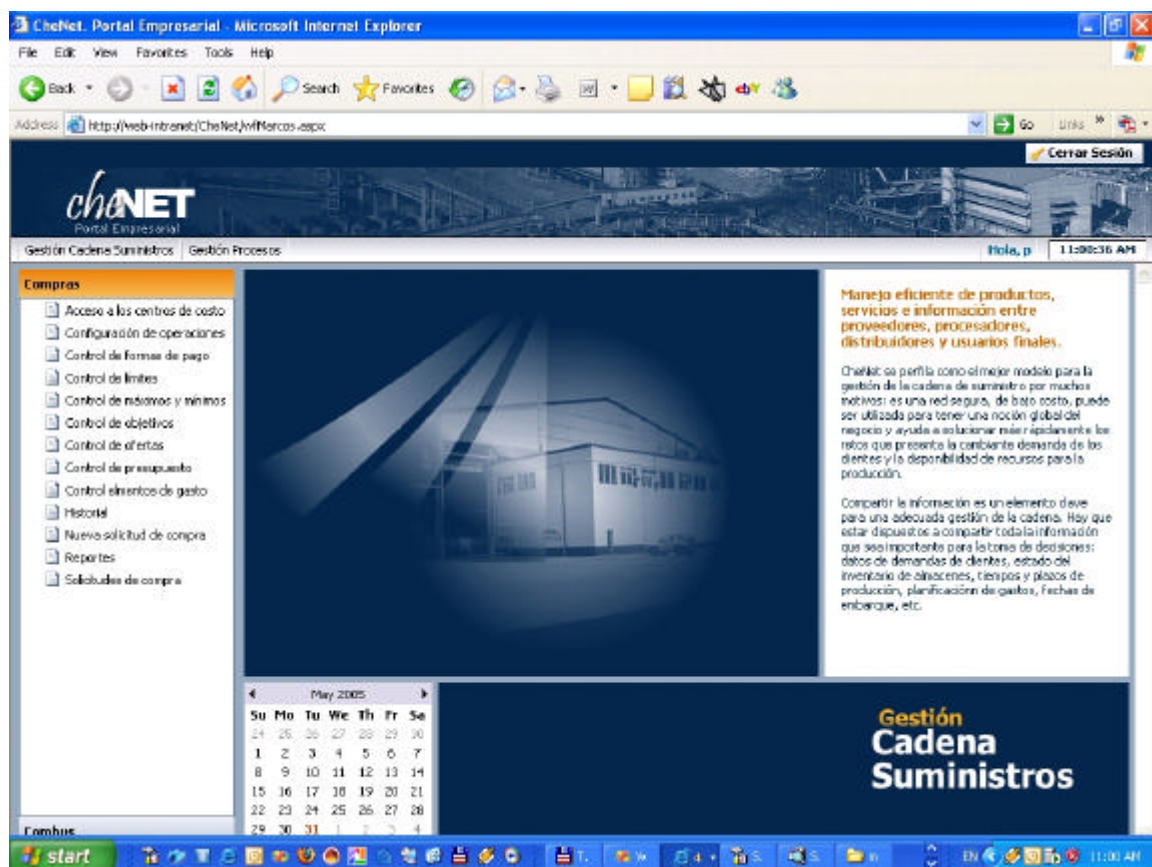 CheNet. Portal Empresarial - Microsoft Internet Explorer
File Edit View Favorites Tools Help
Back Search Favorites
Address http://web-intranet/CheNet/wfMarcos.aspx Go Links
Cerrar Sesión
cheNET
Portal Empresarial
Gestión Cadena Suministros Gestión Procesos Hola, p 11:00:36 AM
Compras
Acceso a los centros de costo
Configuración de operaciones
Control de formas de pago
Control de límites
Control de máximos y mínimos
Control de objetivos
Control de ofertas
Control de presupuesto
Control elmentos de gasto
Historial
Nueva solicitud de compra
Reportes
Solicitudes de compra
Combus
Manejo eficiente de productos,
servicios e información entre
proveedores, procesadores,
distribuidores y usuarios finales.
CheNet se perfila como el mejor modelo para la
gestión de la cadena de suministro por muchos
motivos: es una red segura, de bajo costo, puede
ser utilizada para tener una noción global del
negocio y ayuda a solucionar más rápidamente los
retos que presenta la cambiante demanda de los
clientes y la disponibilidad de recursos para la
producción.
Compartir la información es un elemento clave
para una adecuada gestión de la cadena. Hay que
estar dispuestos a compartir toda la información
que sea importante para la toma de decisiones:
datos de demandas de clientes, estado del
inventario de almacenes, tiempos y plazos de
producción, planificaciónn de gastos, fechas de
embarque, etc.
May 2005
Su Mo Tu We Th Fr Sa
24 25 26 27 28 29 30
1 2 3 4 5 6 7
8 9 10 11 12 13 14
15 16 17 18 19 20 21
22 23 24 25 26 27 28
29 30 31 1 2 3 4
Gestión
Cadena
Suministros
start EN 11:00 AM